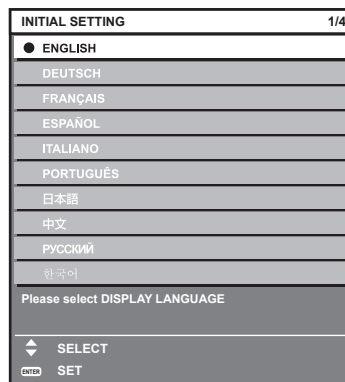 INITIAL SETTING 1/4
ENGLISH
DEUTSCH
FRANÇAIS
ESPAÑOL
ITALIANO
PORTUGUÊS
日本語
中文
РУССКИЙ
한국어
Please select DISPLAY LANGUAGE
SELECT
ENTER SET